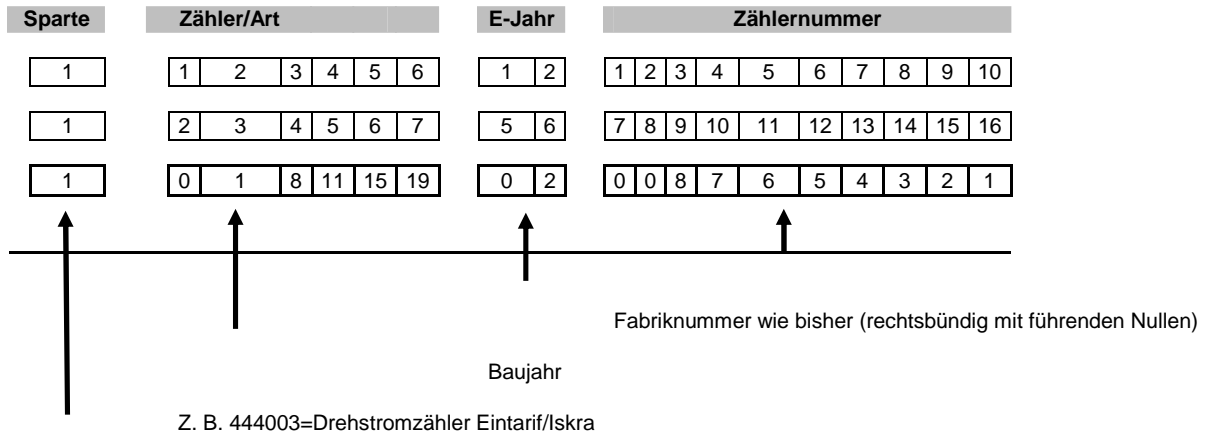 Sparte Zähler/Art E-Jahr Zählernummer
1 1 2 3 4 5 6 1 2 1 2 3 4 5 6 7 8 9 10
1 2 3 4 5 6 7 5 6 7 8 9 10 11 12 13 14 15 16
1 0 1 8 11 15 19 0 2 0 0 8 7 6 5 4 3 2 1
Fabriknummer wie bisher (rechtsbündig mit führenden Nullen)
Baujahr
Z. B. 444003=Drehstromzähler Eintarif/Iskra